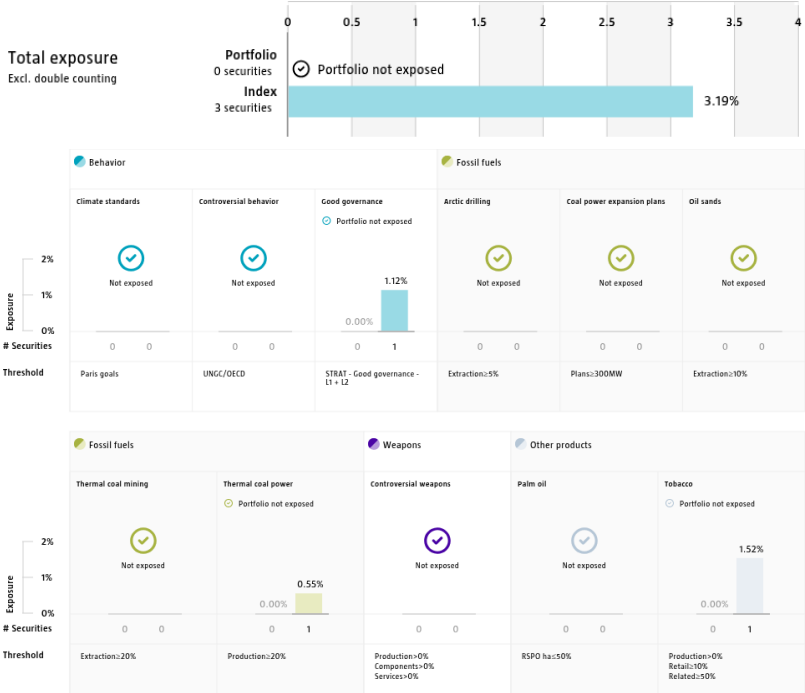 0 0.5 1 1.5 2 2.5 3 3.5 4
Total exposure
Excl. double counting
Portfolio
0 securities
Portfolio not exposed
Index
3 securities
3.19%
Behavior
Fossil fuels
Climate standards
Controversial behavior
Good governance
Arctic drilling
Coal power expansion plans
Oil sands
Portfolio not exposed
Exposure
2%
1%
0%
Not exposed
Not exposed
0.00%
1.12%
Not exposed
Not exposed
Not exposed
# Securities
0 0
0 0
0 1
0 0
0 0
0 0
Threshold
Paris goals
UNGC/OECD
STRAT - Good governance -
L1 + L2
Extraction≥5%
Plans≥300MW
Extraction≥10%
Fossil fuels
Weapons
Other products
Thermal coal mining
Thermal coal power
Controversial weapons
Palm oil
Tobacco
Portfolio not exposed
Portfolio not exposed
Exposure
2%
1%
0%
Not exposed
0.00%
0.55%
Not exposed
Not exposed
0.00%
1.52%
# Securities
0 0
0 1
0 0
0 0
0 1
Threshold
Extraction≥20%
Production≥20%
Production>0%
Components>0%
Services>0%
RSPO ha≤50%
Production>0%
Retail≥10%
Related≥50%